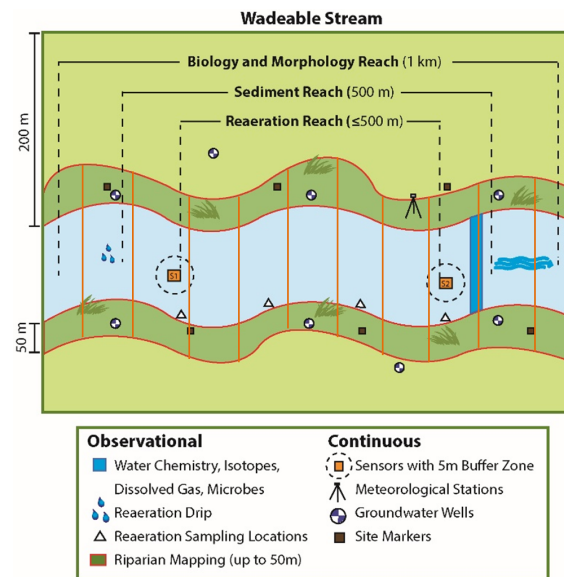 Wadeable Stream
Biology and Morphology Reach (1 km)
Sediment Reach (500 m)
Reaeration Reach (≤500 m)
200 m
50 m
S1
S2
Observational
Water Chemistry, Isotopes,
Dissolved Gas, Microbes
Reaeration Drip
Reaeration Sampling Locations
Riparian Mapping (up to 50m)
Continuous
Sensors with 5m Buffer Zone
Meteorological Stations
Groundwater Wells
Site Markers